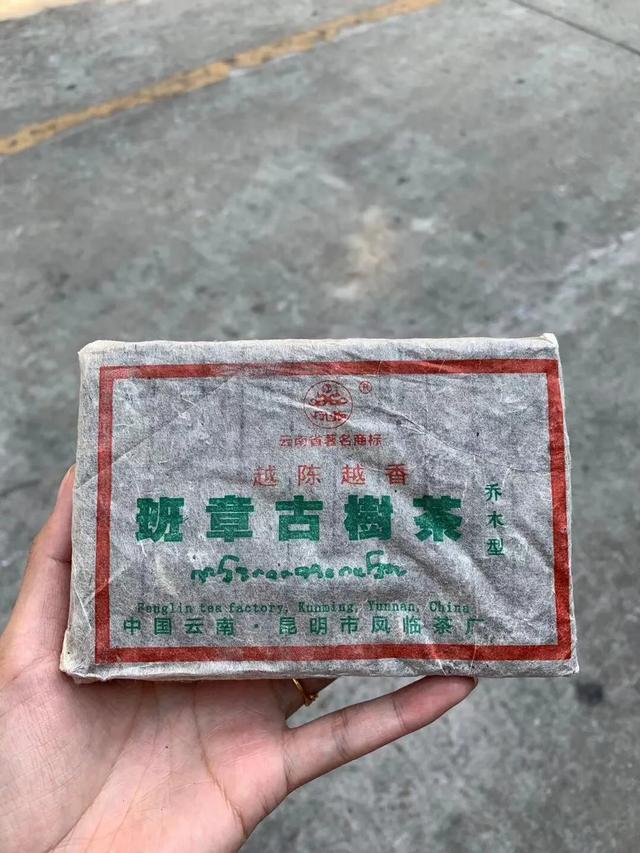 ®
云南省著名商标
越陈越香
班章古樹茶
乔木型
Fenglin tea factory, Kunming, Yunnan, China
中国云南·昆明市凤临茶厂